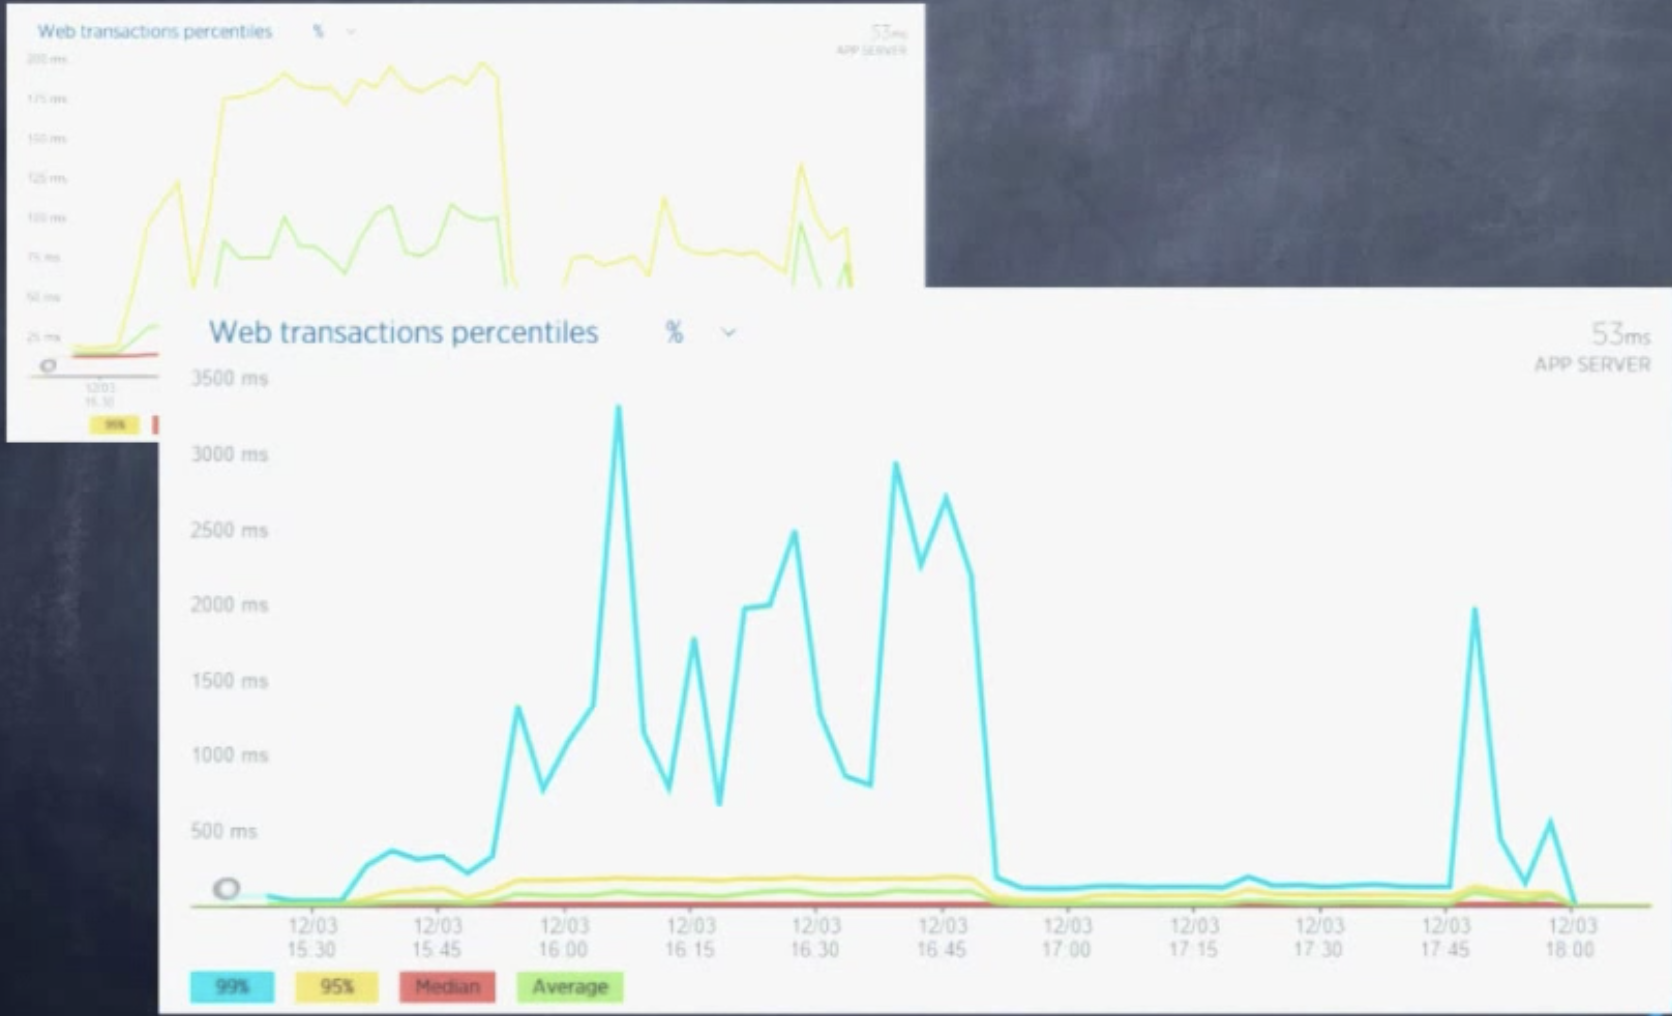 Web transactions percentiles %
53ms
APP SERVER
200 ms
175 ms
150 ms
125 ms
100 ms
75 ms
50 ms
25 ms
12/03
15.30
95%
Web transactions percentiles %
53ms
APP SERVER
3500 ms
3000 ms
2500 ms
2000 ms
1500 ms
1000 ms
500 ms
12/03 12/03 12/03 12/03 12/03 12/03 12/03 12/03 12/03 12/03 12/03
15.30 15.45 16.00 16.15 16.30 16.45 17.00 17.15 17.30 17.45 18.00
99% 95% Median Average